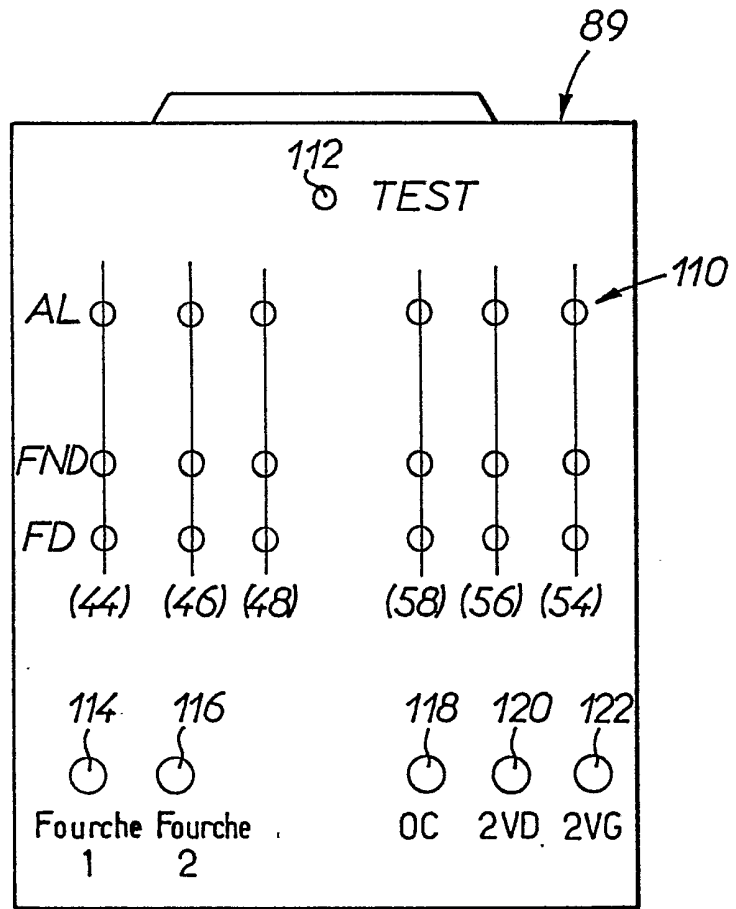 89
112
TEST
110
AL
FND
FD
(44) (46) (48) (58) (56) (54)
114 116 118 120 122
Fourche Fourche OC 2VD 2VG
1 2